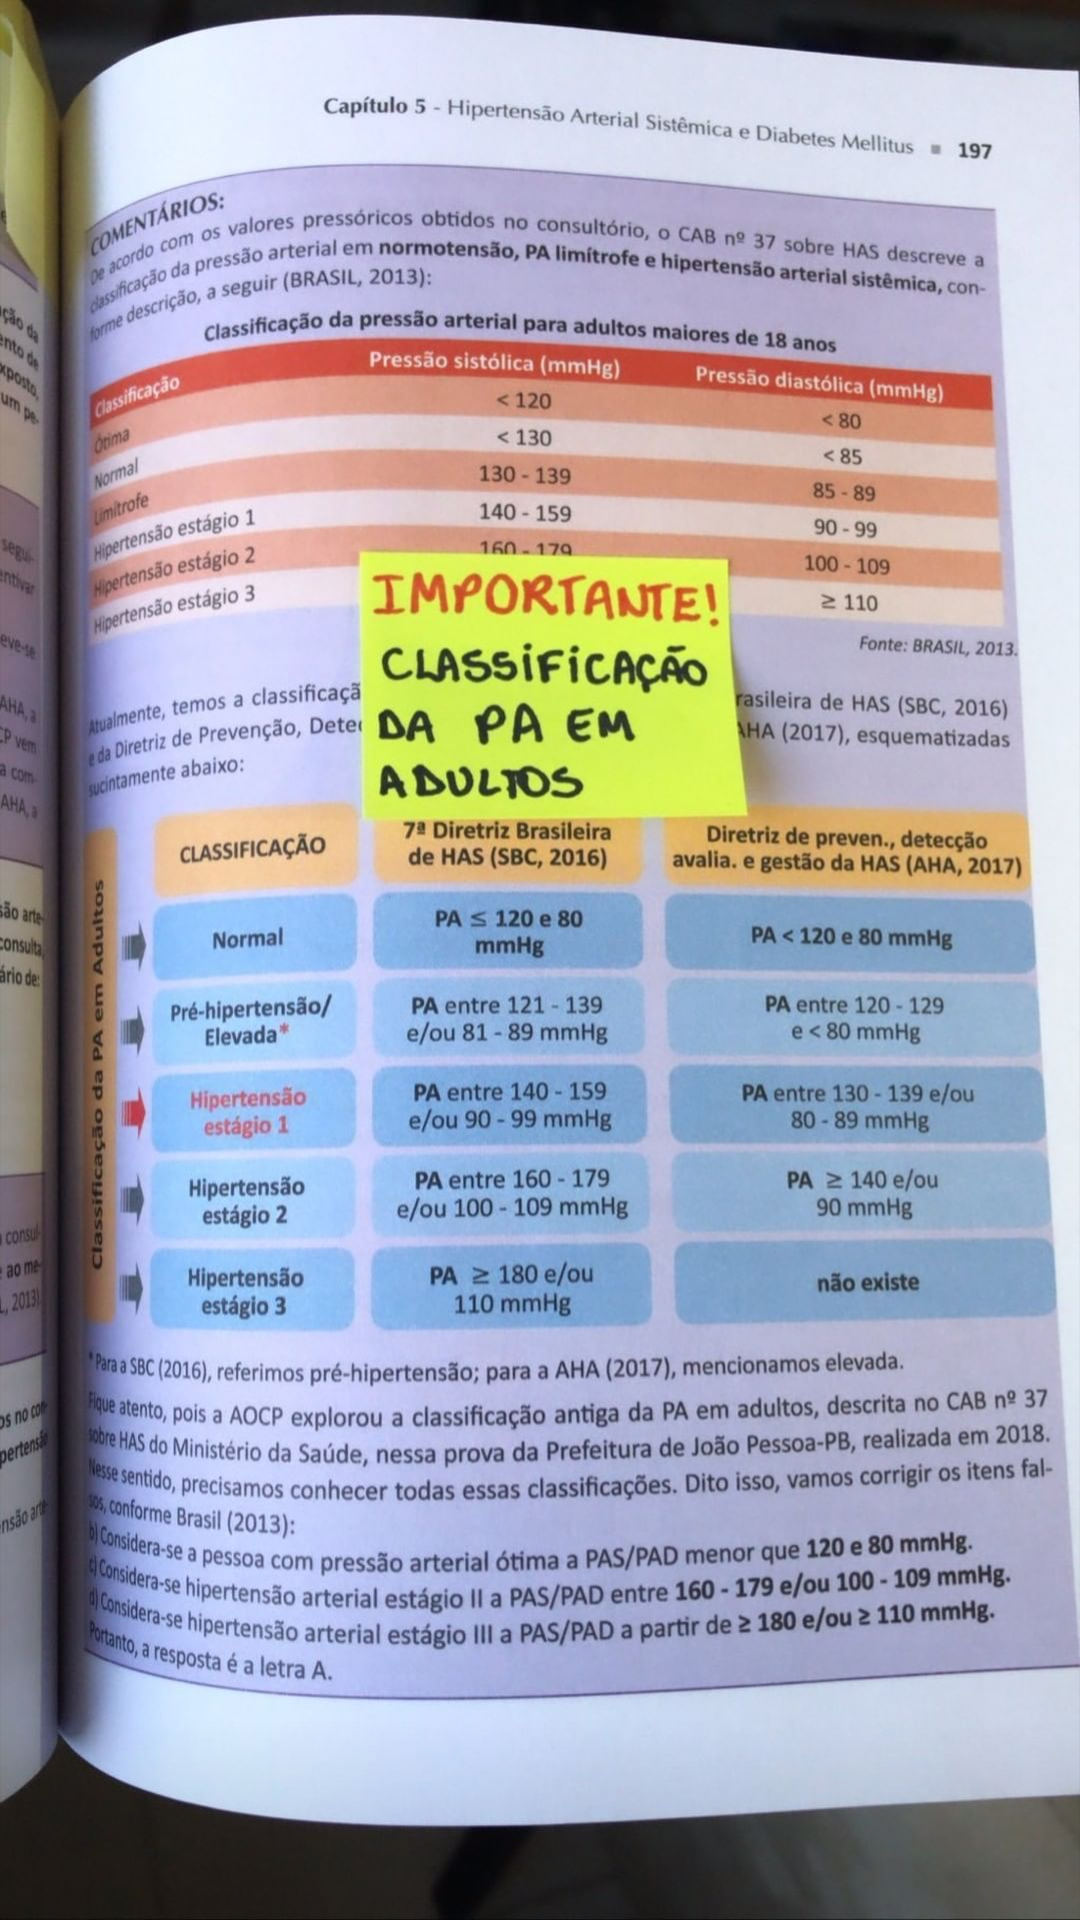 Capítulo 5 - Hipertensão Arterial Sistêmica e Diabetes Mellitus ■ 197
COMENTÁRIOS:
De acordo com os valores pressóricos obtidos no consultório, o CAB nº 37 sobre HAS descreve a
classificação da pressão arterial em normotensão, PA limítrofe e hipertensão arterial sistêmica, con-
forme descrição, a seguir (BRASIL, 2013):
Classificação da pressão arterial para adultos maiores de 18 anos
Classificação Pressão sistólica (mmHg) Pressão diastólica (mmHg)
Ótima < 120 < 80
Normal < 130 < 85
Limítrofe 130 - 139 85 - 89
Hipertensão estágio 1 140 - 159 90 - 99
Hipertensão estágio 2 160 - 179 100 - 109
Hipertensão estágio 3 ≥ 110
Fonte: BRASIL, 2013.
IMPORTANTE!
CLASSIFICAÇÃO
DA PA EM
ADULTOS
Atualmente, temos a classificaçã rasileira de HAS (SBC, 2016)
e da Diretriz de Prevenção, Dete AHA (2017), esquematizadas
sucintamente abaixo:
Classificação da PA em Adultos
CLASSIFICAÇÃO
7ª Diretriz Brasileira
de HAS (SBC, 2016)
Diretriz de preven., detecção
avalia. e gestão da HAS (AHA, 2017)
Normal
PA ≤ 120 e 80
mmHg
PA < 120 e 80 mmHg
Pré-hipertensão/
Elevada*
PA entre 121 - 139
e/ou 81 - 89 mmHg
PA entre 120 - 129
e < 80 mmHg
Hipertensão
estágio 1
PA entre 140 - 159
e/ou 90 - 99 mmHg
PA entre 130 - 139 e/ou
80 - 89 mmHg
Hipertensão
estágio 2
PA entre 160 - 179
e/ou 100 - 109 mmHg
PA ≥ 140 e/ou
90 mmHg
Hipertensão
estágio 3
PA ≥ 180 e/ou
110 mmHg
não existe
* Para a SBC (2016), referimos pré-hipertensão; para a AHA (2017), mencionamos elevada.
Fique atento, pois a AOCP explorou a classificação antiga da PA em adultos, descrita no CAB nº 37
sobre HAS do Ministério da Saúde, nessa prova da Prefeitura de João Pessoa-PB, realizada em 2018.
Nesse sentido, precisamos conhecer todas essas classificações. Dito isso, vamos corrigir os itens fal-
sos, conforme Brasil (2013):
b) Considera-se a pessoa com pressão arterial ótima a PAS/PAD menor que 120 e 80 mmHg.
c) Considera-se hipertensão arterial estágio II a PAS/PAD entre 160 - 179 e/ou 100 - 109 mmHg.
d) Considera-se hipertensão arterial estágio III a PAS/PAD a partir de ≥ 180 e/ou ≥ 110 mmHg.
Portanto, a resposta é a letra A.